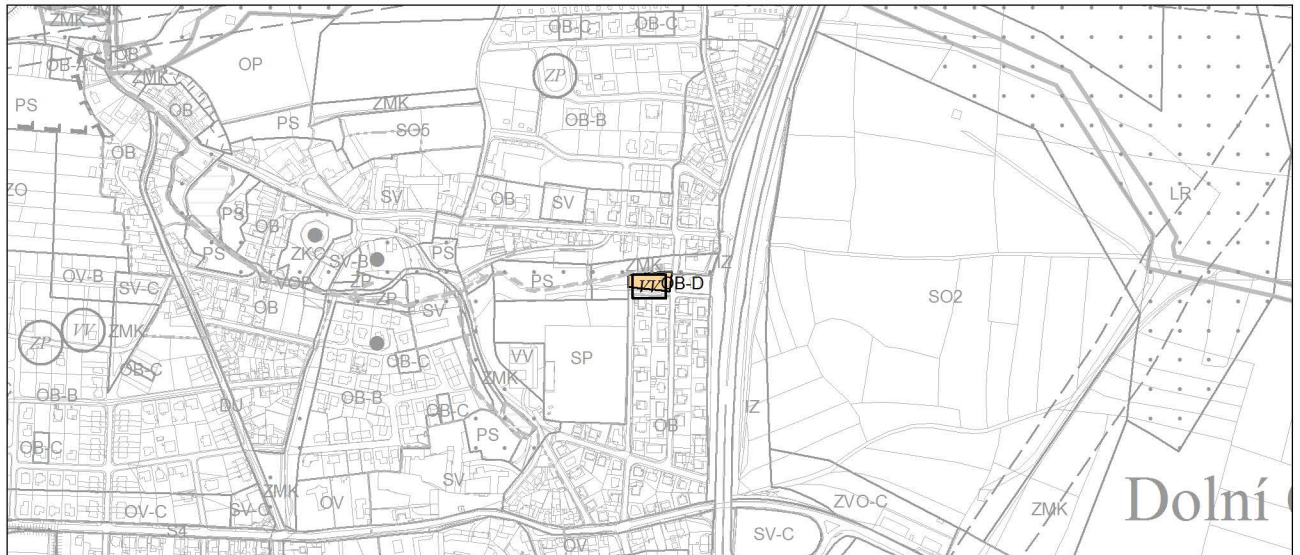 ZMK
ZMK
OB
OB-A
ZMK
OP
OB-C
OB-C
ZP
PS
OB
ZMK
PS
SO5
OB-B
OB
ZO
SV
OB
SV
LR
PS
OB
PS
ZKC
SV-B
PS
ZMK
IZ
OV-B
SV-C
VOP
ZP
ZP
PS
VV
OB-D
SO2
OB
SV
ZP
VV
ZMK
OB-C
OB-C
VV
SP
ZMK
OB-B
DU
OB-B
OB-C
IZ
OB-C
PS
OB
SV
ZMK
OV
ZVO-C
ZMK
Dolní
OV-C
SV-C
S4
OV
SV-C